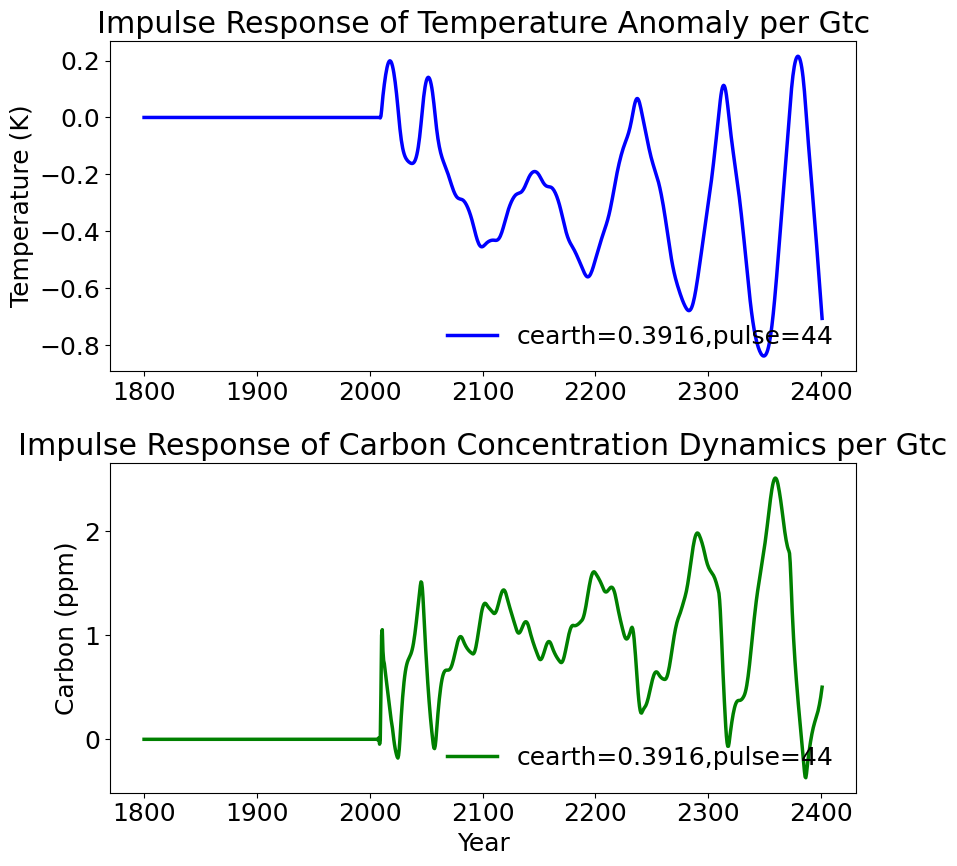 Impulse Response of Temperature Anomaly per Gtc
Temperature (K)
0.2
0.0
−0.2
−0.4
−0.6
−0.8
cearth=0.3916,pulse=44
1800 1900 2000 2100 2200 2300 2400
Impulse Response of Carbon Concentration Dynamics per Gtc
Carbon (ppm)
2
1
0
cearth=0.3916,pulse=44
1800 1900 2000 2100 2200 2300 2400
Year